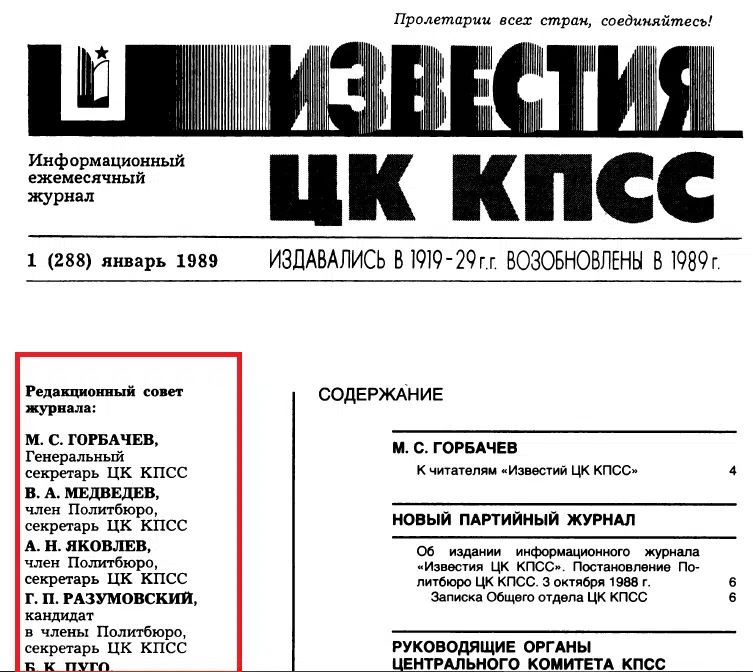 Пролетарии всех стран, соединяйтесь!
ИЗВЕСТИЯ
ЦК КПСС
Информационный
ежемесячный
журнал
1 (288) январь 1989
ИЗДАВАЛИСЬ В 1919-29 г.г. ВОЗОБНОВЛЕНЫ В 1989 г.
Редакционный совет
журнала:
М. С. ГОРБАЧЕВ,
Генеральный
секретарь ЦК КПСС
В. А. МЕДВЕДЕВ,
член Политбюро,
секретарь ЦК КПСС
А. Н. ЯКОВЛЕВ,
член Политбюро,
секретарь ЦК КПСС
Г. П. РАЗУМОВСКИЙ,
кандидат
в члены Политбюро,
секретарь ЦК КПСС
Б. К. ПУГО,
СОДЕРЖАНИЕ
М. С. ГОРБАЧЕВ
К читателям «Известий ЦК КПСС» 4
НОВЫЙ ПАРТИЙНЫЙ ЖУРНАЛ
Об издании информационного журнала
«Известия ЦК КПСС». Постановление По-
литбюро ЦК КПСС. 3 октября 1988 г. 6
Записка Общего отдела ЦК КПСС 6
РУКОВОДЯЩИЕ ОРГАНЫ
ЦЕНТРАЛЬНОГО КОМИТЕТА КПСС